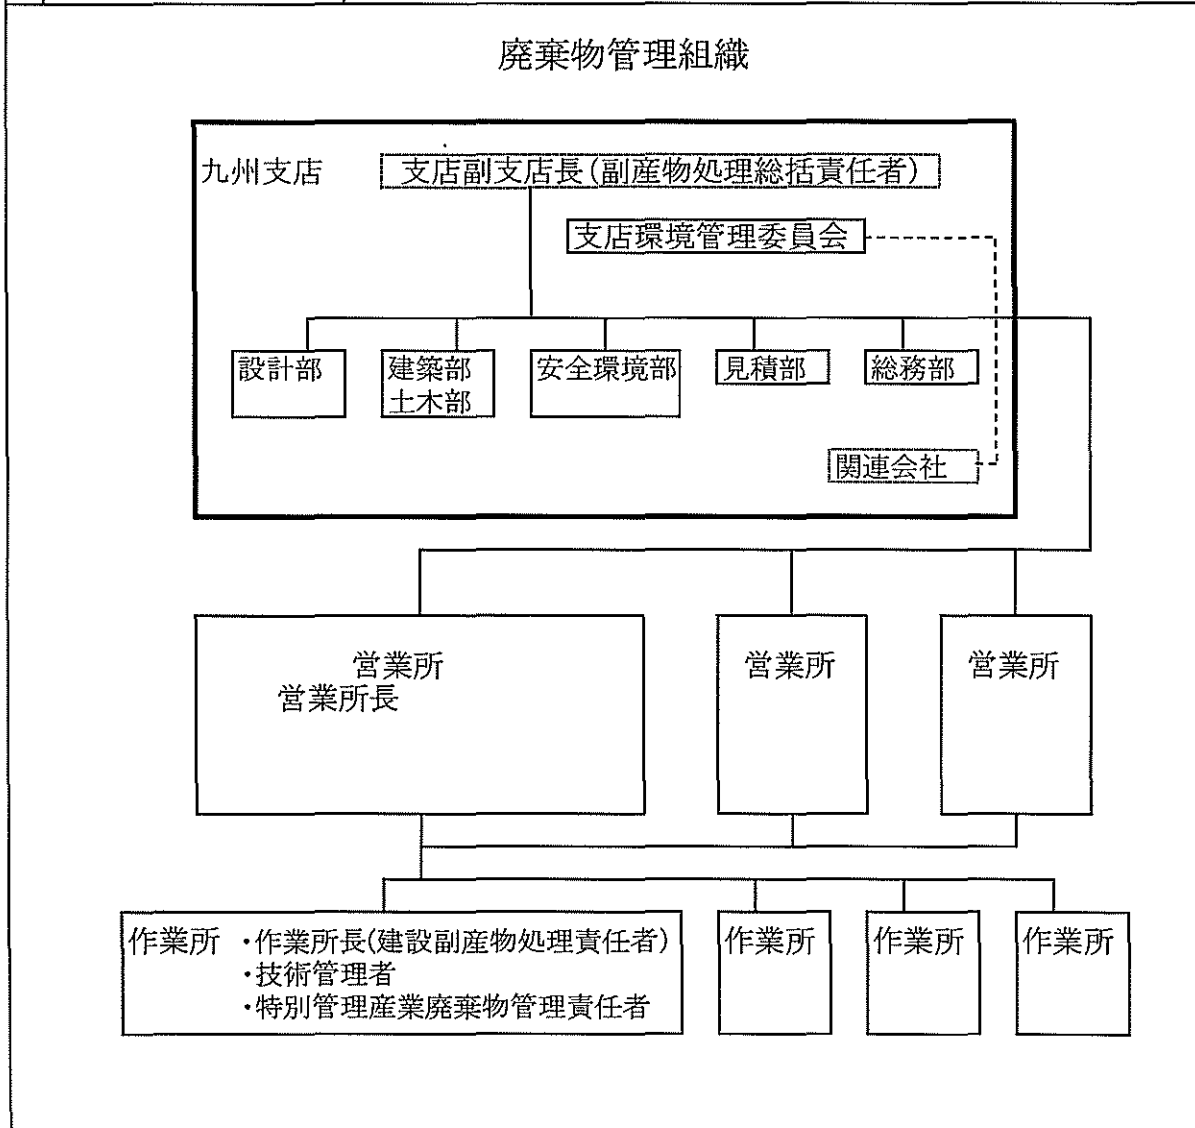 廃棄物管理組織
九州支店
支店副支店長(副産物処理総括責任者)
支店環境管理委員会
設計部
建築部
土木部
安全環境部
見積部
総務部
関連会社
営業所
営業所長
営業所
営業所
作業所
・作業所長(建設副産物処理責任者)
・技術管理者
・特別管理産業廃棄物管理責任者
作業所
作業所
作業所